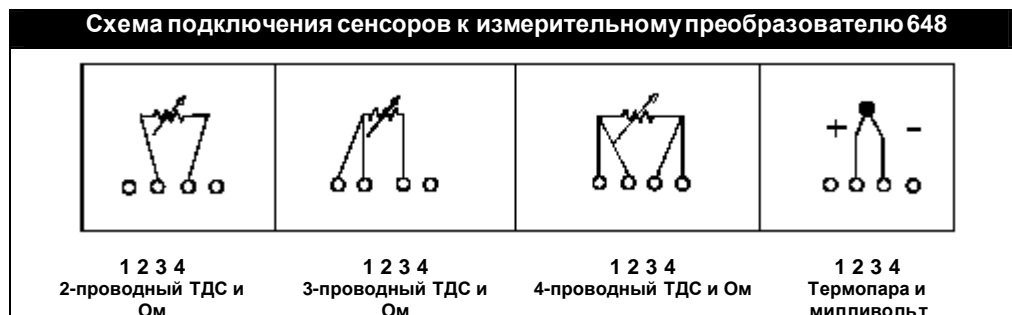 Схема подключения сенсоров к измерительному преобразователю 648
+ -
1 2 3 4
2-проводный ТДС и
Ом
1 2 3 4
3-проводный ТДС и
Ом
1 2 3 4
4-проводный ТДС и Ом
1 2 3 4
Термопара и
милливольт